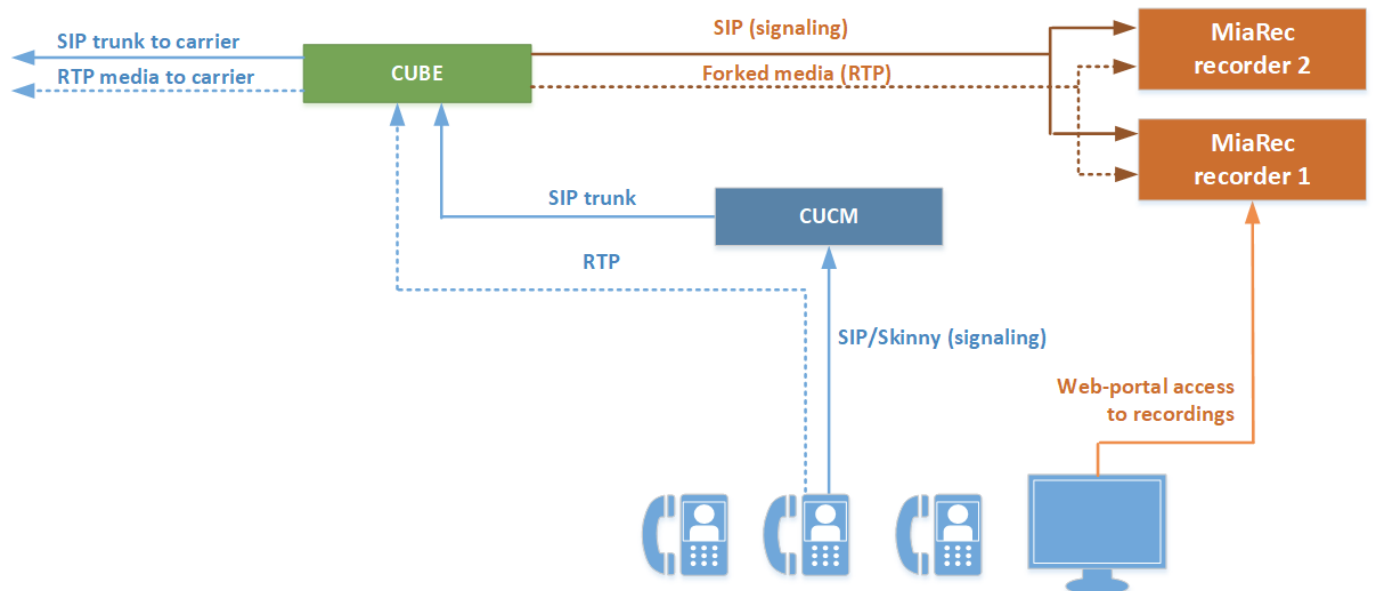 SIP trunk to carrier
RTP media to carrier
CUBE
SIP (signaling)
Forked media (RTP)
MiaRec
recorder 2
MiaRec
recorder 1
SIP trunk
CUCM
RTP
SIP/Skinny (signaling)
Web-portal access
to recordings